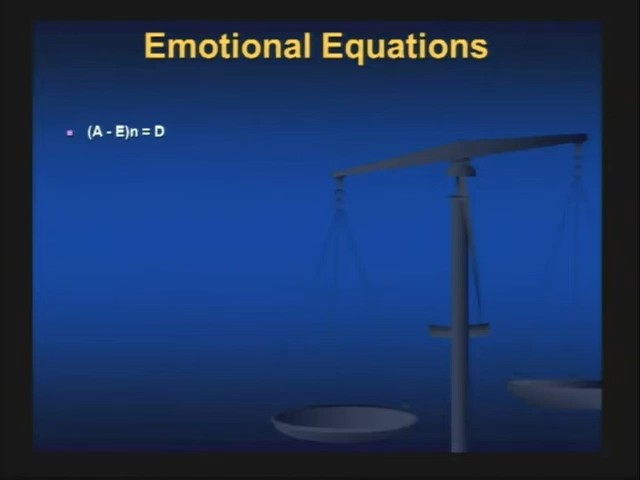 Emotional Equations
(A - E)n = D